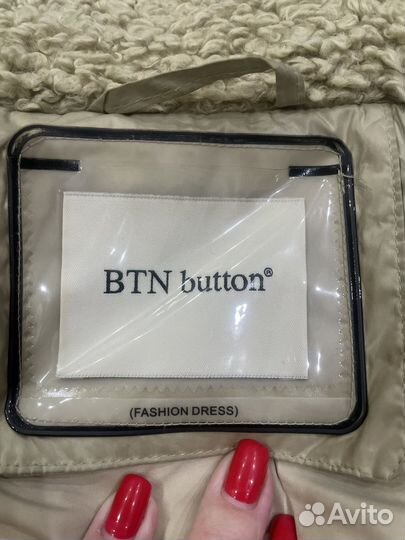 BTN button®
(FASHION DRESS)
Avito